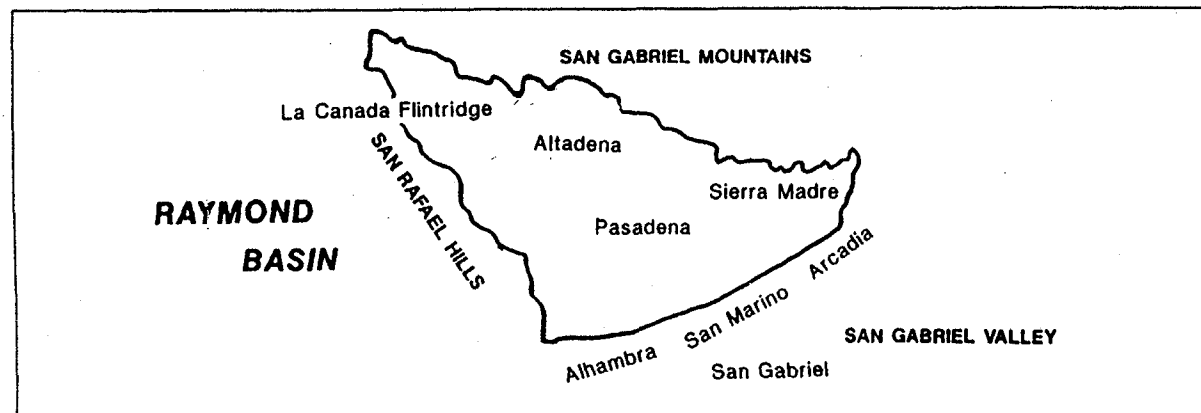 SAN GABRIEL MOUNTAINS
La Canada Flintridge
Altadena
SAN RAFAEL HILLS
Sierra Madre
RAYMOND
BASIN
Pasadena
Arcadia
San Marino
Alhambra
SAN GABRIEL VALLEY
San Gabriel